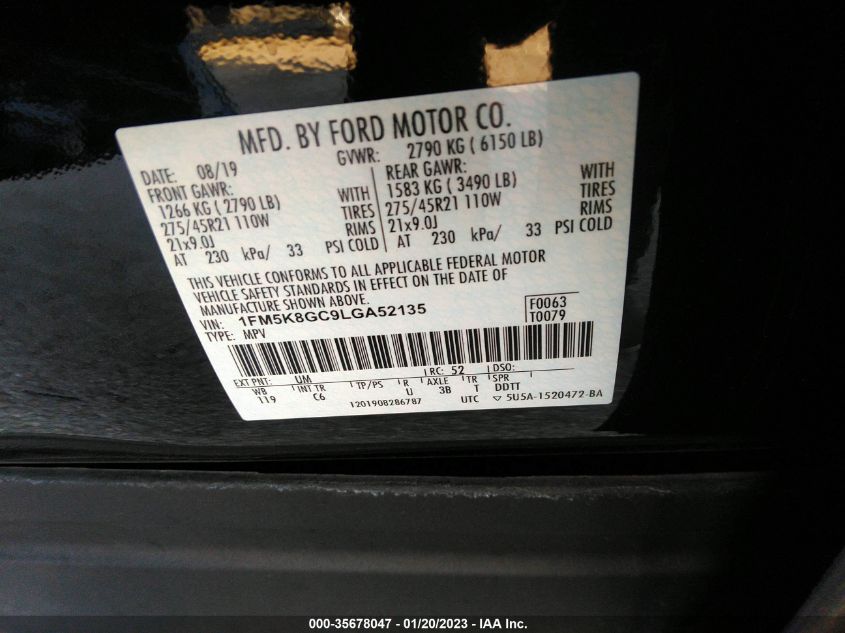 MFD. BY FORD MOTOR CO.
DATE: 08/19 GVWR: 2790 KG ( 6150 LB)
FRONT GAWR: REAR GAWR:
1266 KG ( 2790 LB) WITH 1583 KG ( 3490 LB) WITH
275/45R21 110W TIRES 275/45R21 110W TIRES
21x9.0J RIMS 21x9.0J RIMS
AT 230 kPa/ 33 PSI COLD AT 230 kPa/ 33 PSI COLD
THIS VEHICLE CONFORMS TO ALL APPLICABLE FEDERAL MOTOR
VEHICLE SAFETY STANDARDS IN EFFECT ON THE DATE OF
MANUFACTURE SHOWN ABOVE.
VIN: 1FM5K8GC9LGA52135 F0063
TYPE: MPV T0079
EXT PNT: UM RC: 52 DSO:
WB INT TR TP/PS R AXLE TR SPR
119 C6 U 3B T DDTT
1201908286787 UTC ▽ 5U5A-1520472-BA
000-35678047 - 01/20/2023 - IAA Inc.